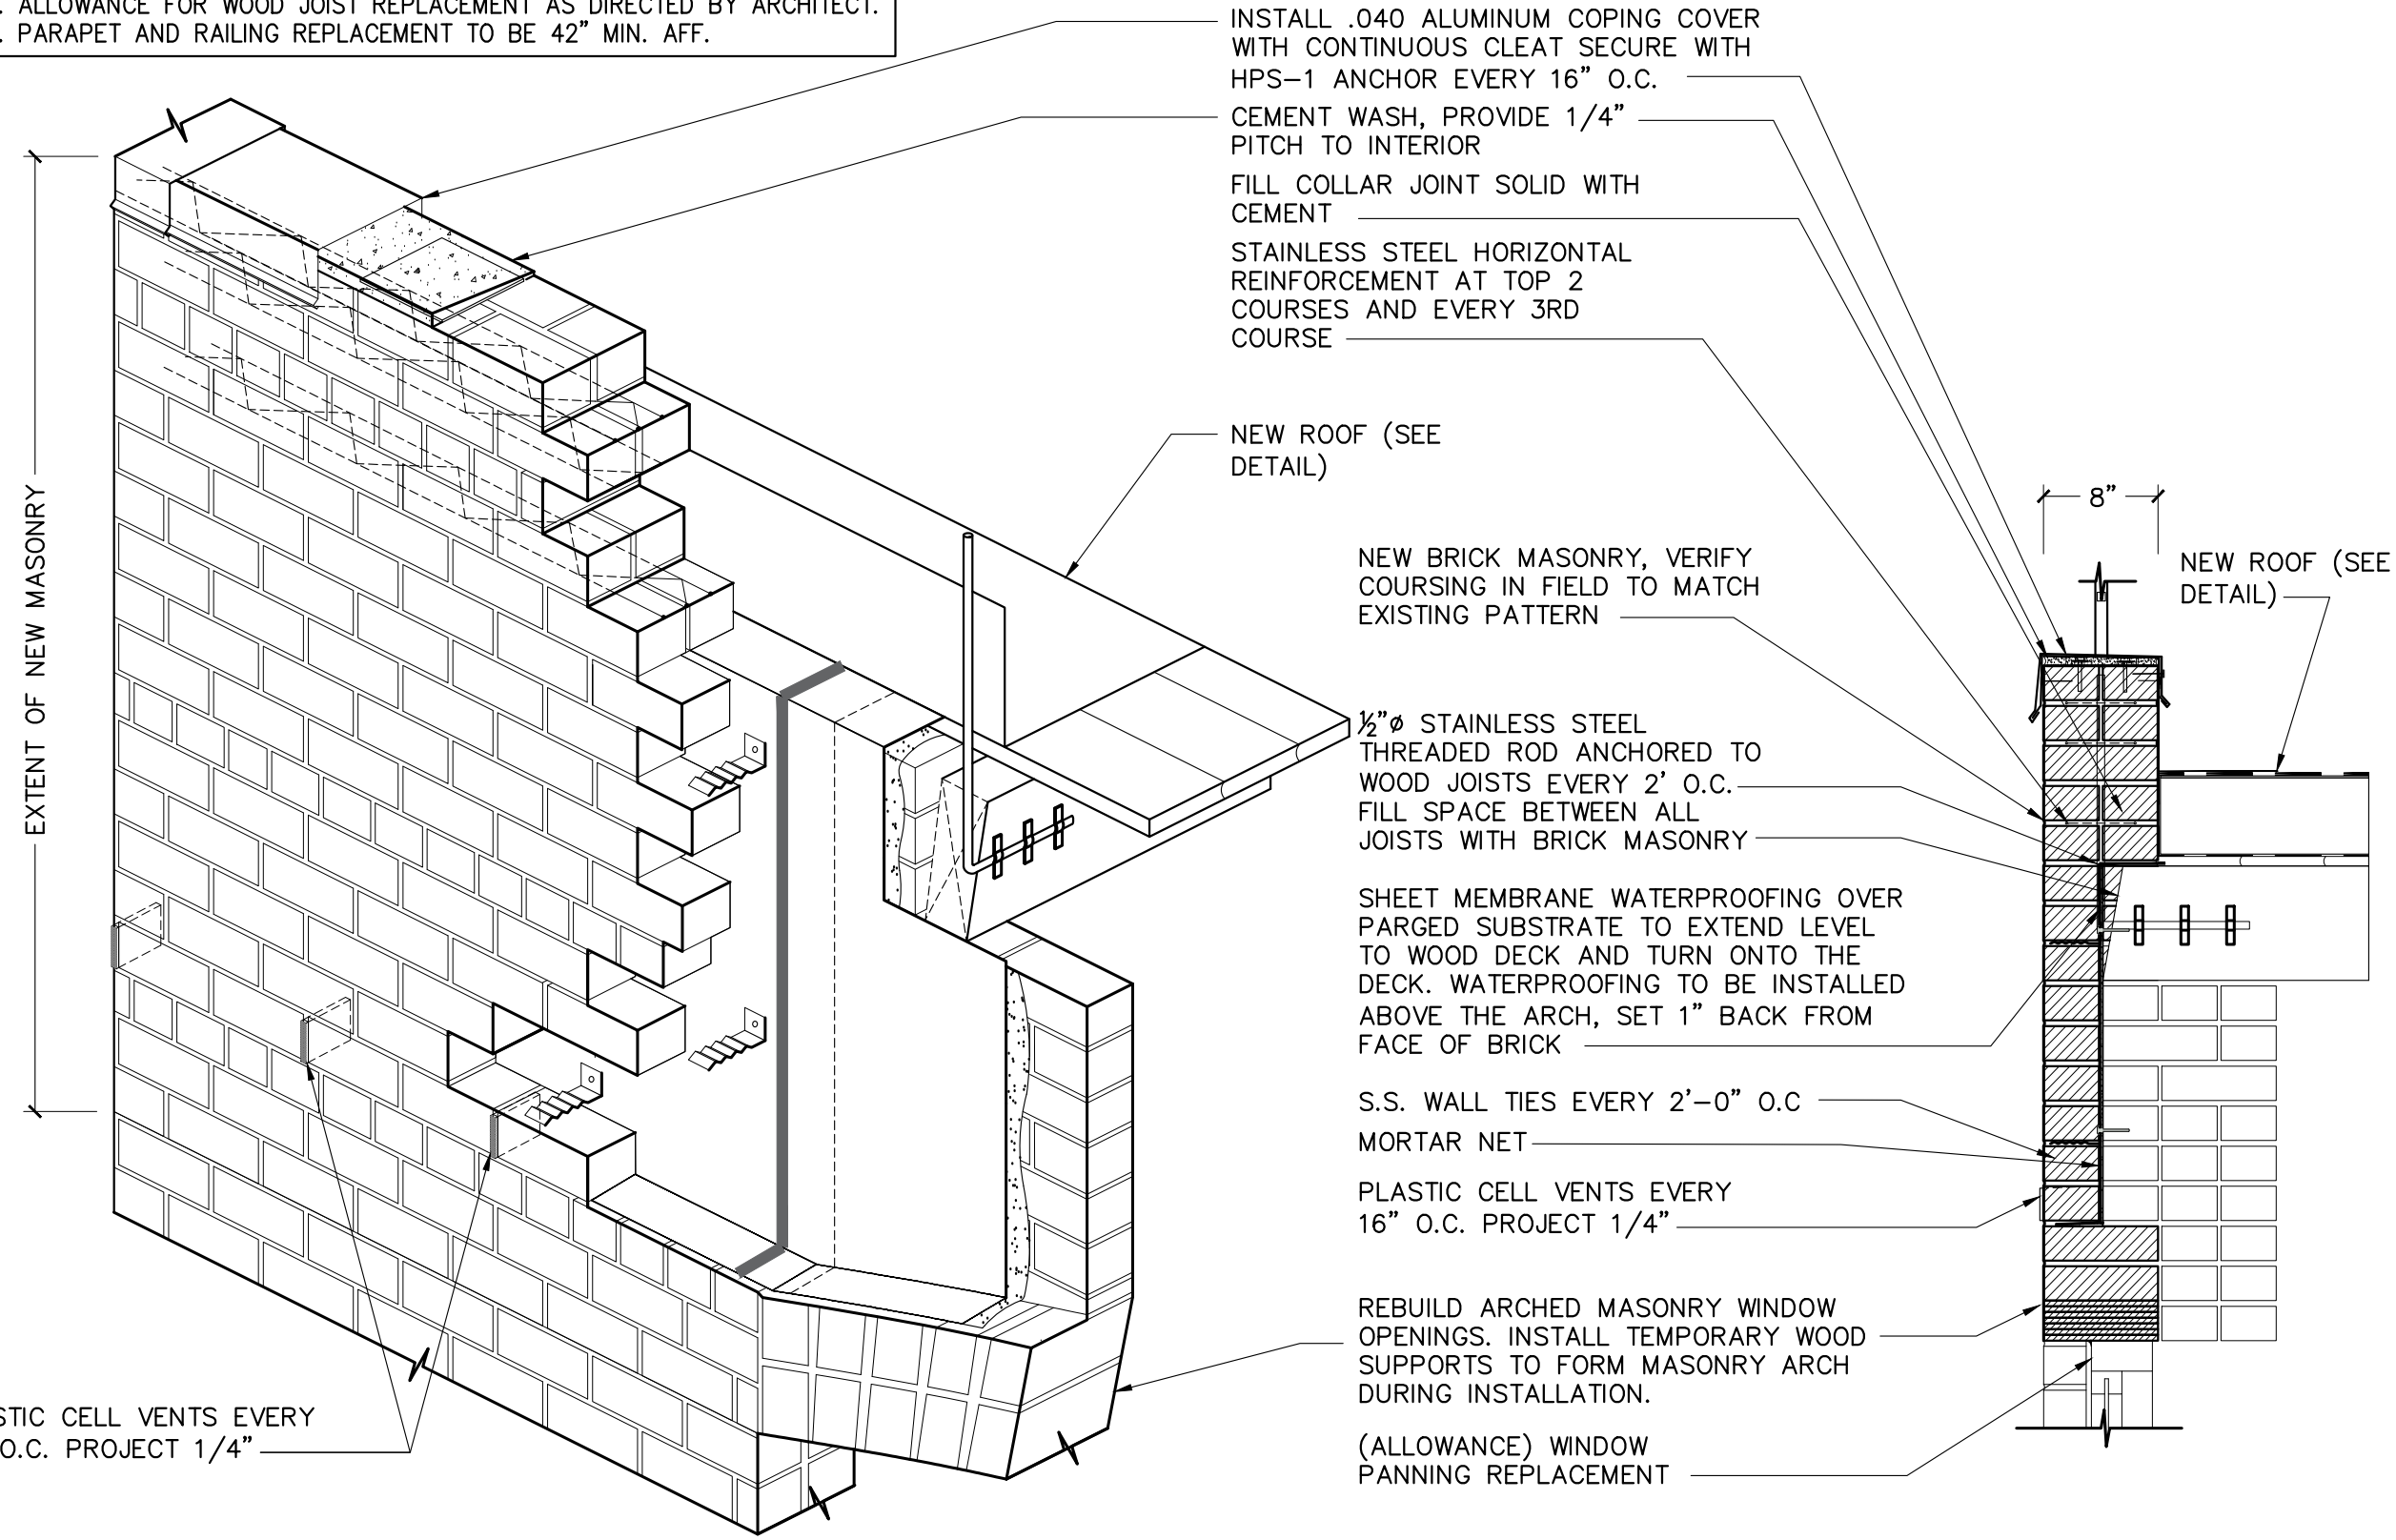 . ALLOWANCE FOR WOOD JOIST REPLACEMENT AS DIRECTED BY ARCHITECT.
. PARAPET AND RAILING REPLACEMENT TO BE 42" MIN. AFF.
INSTALL .040 ALUMINUM COPING COVER
WITH CONTINUOUS CLEAT SECURE WITH
HPS-1 ANCHOR EVERY 16" O.C.
CEMENT WASH, PROVIDE 1/4"
PITCH TO INTERIOR
FILL COLLAR JOINT SOLID WITH
CEMENT
STAINLESS STEEL HORIZONTAL
REINFORCEMENT AT TOP 2
COURSES AND EVERY 3RD
COURSE
NEW ROOF (SEE
DETAIL)
EXTENT OF NEW MASONRY
8"
NEW ROOF (SEE
DETAIL)
NEW BRICK MASONRY, VERIFY
COURSING IN FIELD TO MATCH
EXISTING PATTERN
½"ø STAINLESS STEEL
THREADED ROD ANCHORED TO
WOOD JOISTS EVERY 2' O.C.
FILL SPACE BETWEEN ALL
JOISTS WITH BRICK MASONRY
SHEET MEMBRANE WATERPROOFING OVER
PARGED SUBSTRATE TO EXTEND LEVEL
TO WOOD DECK AND TURN ONTO THE
DECK. WATERPROOFING TO BE INSTALLED
ABOVE THE ARCH, SET 1" BACK FROM
FACE OF BRICK
S.S. WALL TIES EVERY 2'-0" O.C
MORTAR NET
PLASTIC CELL VENTS EVERY
16" O.C. PROJECT 1/4"
REBUILD ARCHED MASONRY WINDOW
OPENINGS. INSTALL TEMPORARY WOOD
SUPPORTS TO FORM MASONRY ARCH
DURING INSTALLATION.
(ALLOWANCE) WINDOW
PANNING REPLACEMENT
STIC CELL VENTS EVERY
O.C. PROJECT 1/4"